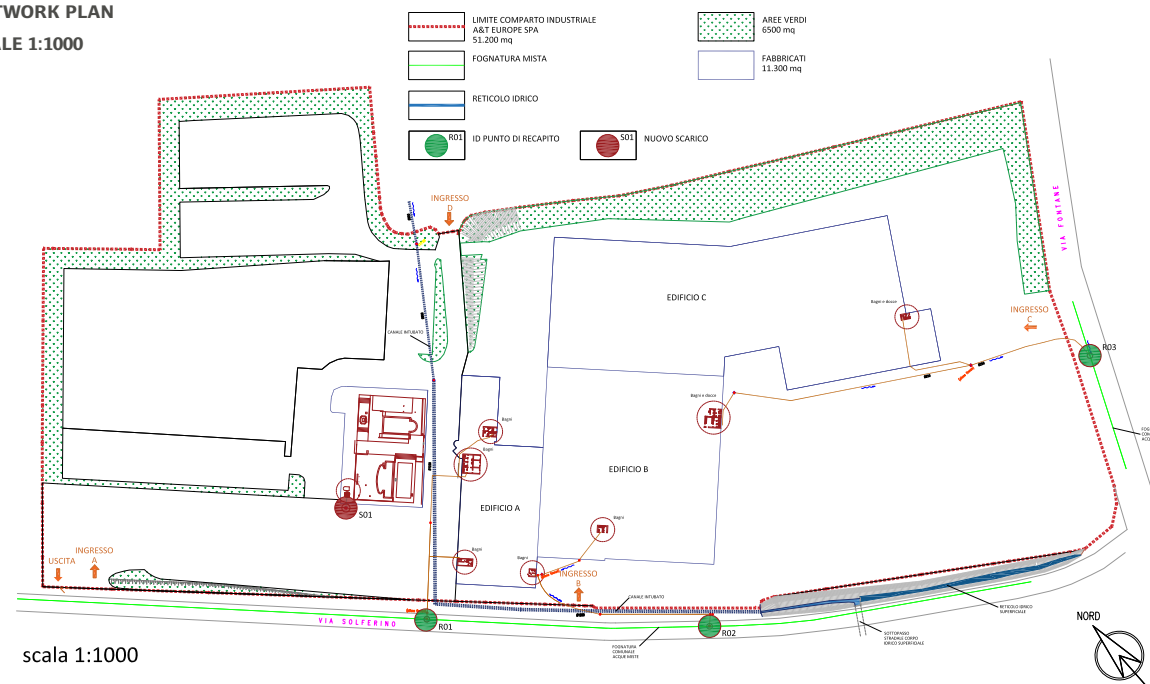 TWORK PLAN
LE 1:1000
LIMITE COMPARTO INDUSTRIALE
A&T EUROPE SPA
51.200 mq
FOGNATURA MISTA
RETICOLO IDRICO
R01
ID PUNTO DI RECAPITO
S01
NUOVO SCARICO
AREE VERDI
6500 mq
FABBRICATI
11.300 mq
INGRESSO
D
VIA FONTANE
EDIFICIO C
Bagni e docce
INGRESSO
C
R03
CANALE INTUBATO
Bagni e docce
Bagni
Bagni
EDIFICIO B
EDIFICIO A
S01
Bagni
Bagni
Bagni
USCITA
INGRESSO
A
INGRESSO
B
CANALE INTUBATO
R01
R02
VIA SOLFERINO
FOGNATURA
COMUNALE
ACQUE MISTE
SOTTOPASSO
STRADALE CORPO
IDRICO SUPERFICIALE
RETICOLO IDRICO
SUPERFICIALE
NORD
scala 1:1000